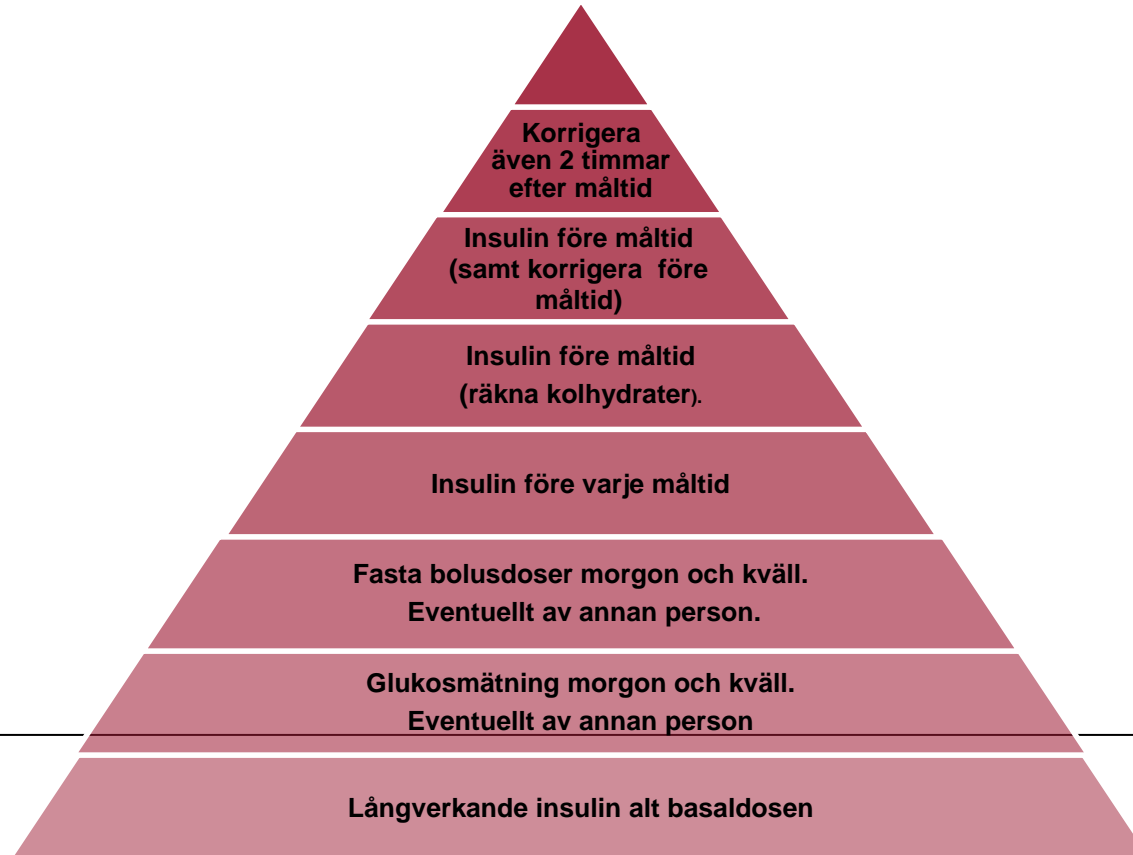 Korrigera
även 2 timmar
efter måltid
Insulin före måltid
(samt korrigera  före
måltid)
Insulin före måltid
(räkna kolhydrater).
Insulin före varje måltid
Fasta bolusdoser morgon och kväll.
Eventuellt av annan person.
Glukosmätning morgon och kväll.
Eventuellt av annan person
Långverkande insulin alt basaldosen